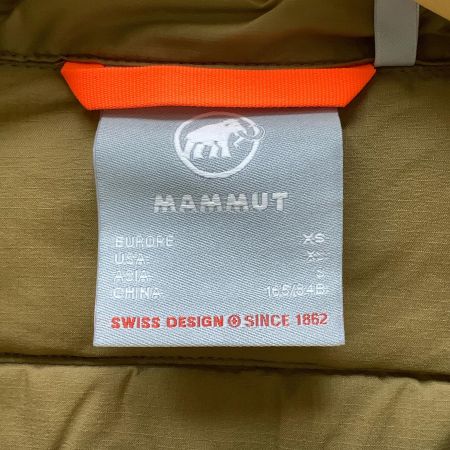 MAMMUT
EUROPE XS
USA XS
ASIA S
CHINA 165/84B
SWISS DESIGN SINCE 1862